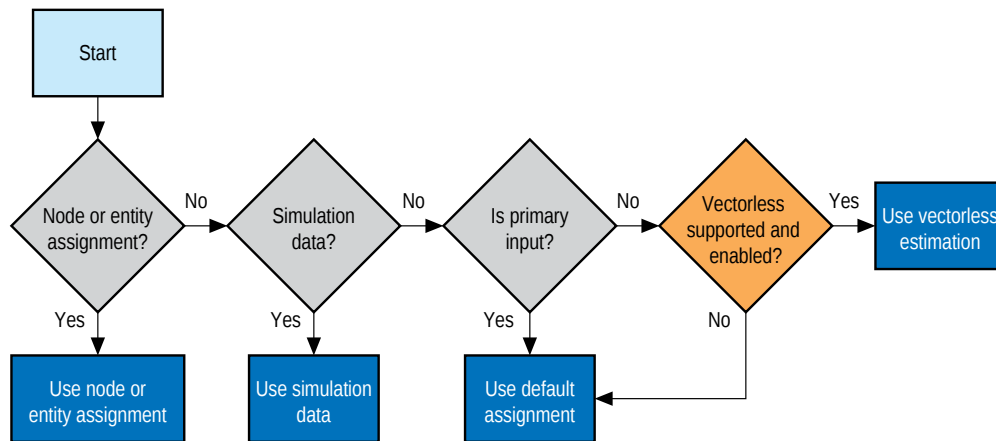 Start
Node or entity
assignment?
No
Simulation
data?
No
Is primary
input?
No
Vectorless
supported and
enabled?
Yes
Use vectorless
estimation
Yes
Yes
Yes
No
Use node or
entity assignment
Use simulation
data
Use default
assignment